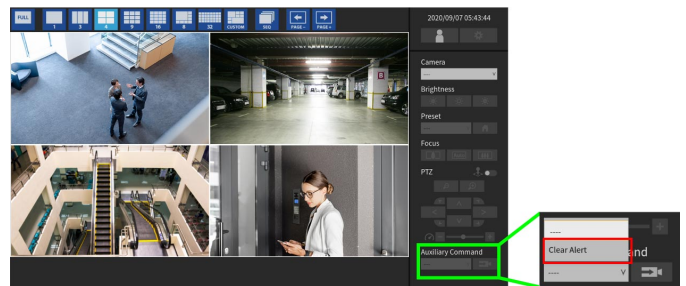 FULL
1
3
4
9
16
8
32
CUSTOM
SEQ
PAGE -
PAGE +
2020/09/07 05:43:44
Camera
----
Brightness
Preset
----
B
Focus
PTZ
Auxiliary Command
----
----
Clear Alert
and
----